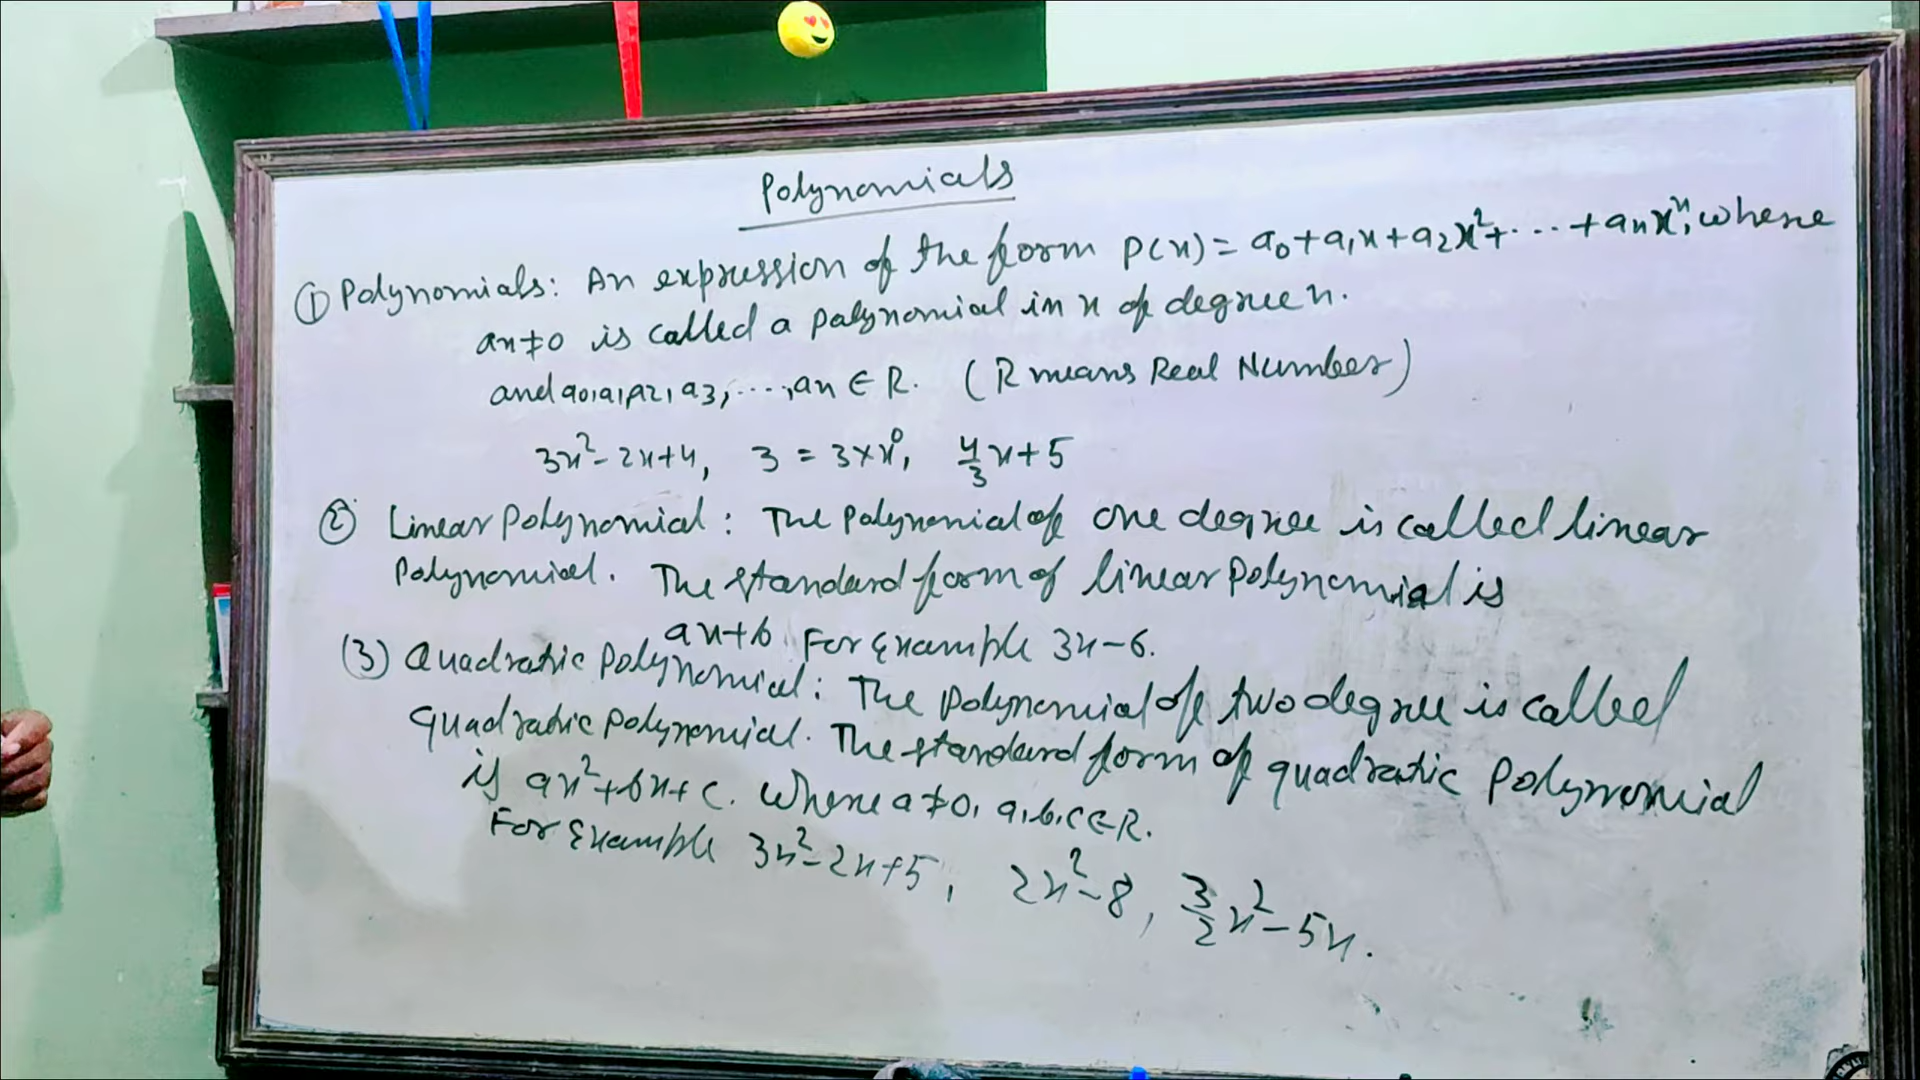 Polynomials
① Polynomials: An expression of the form P(x) = a₀+a₁x+a₂x²+....+aₙxⁿ, where
aₙ≠0 is called a polynomial in x of degree n.
and a₀,a₁,a₂,a₃,....,aₙ ∈ R. (R means Real Number)
3x²-2x+4, 3 = 3×x⁰, 4/3x+5
② Linear Polynomial: The Polynomial of one degree is called linear
Polynomial. The standard form of linear Polynomial is
ax+b. For Example 3x-6.
(3) Quadratic Polynomial: The Polynomial of two degree is called
quadratic polynomial. The standard form of quadratic Polynomial
is ax²+bx+c. Where a≠0, a,b,c∈R.
For Example 3x²-2x+5, 2x²-8, 3/2x²-5x.